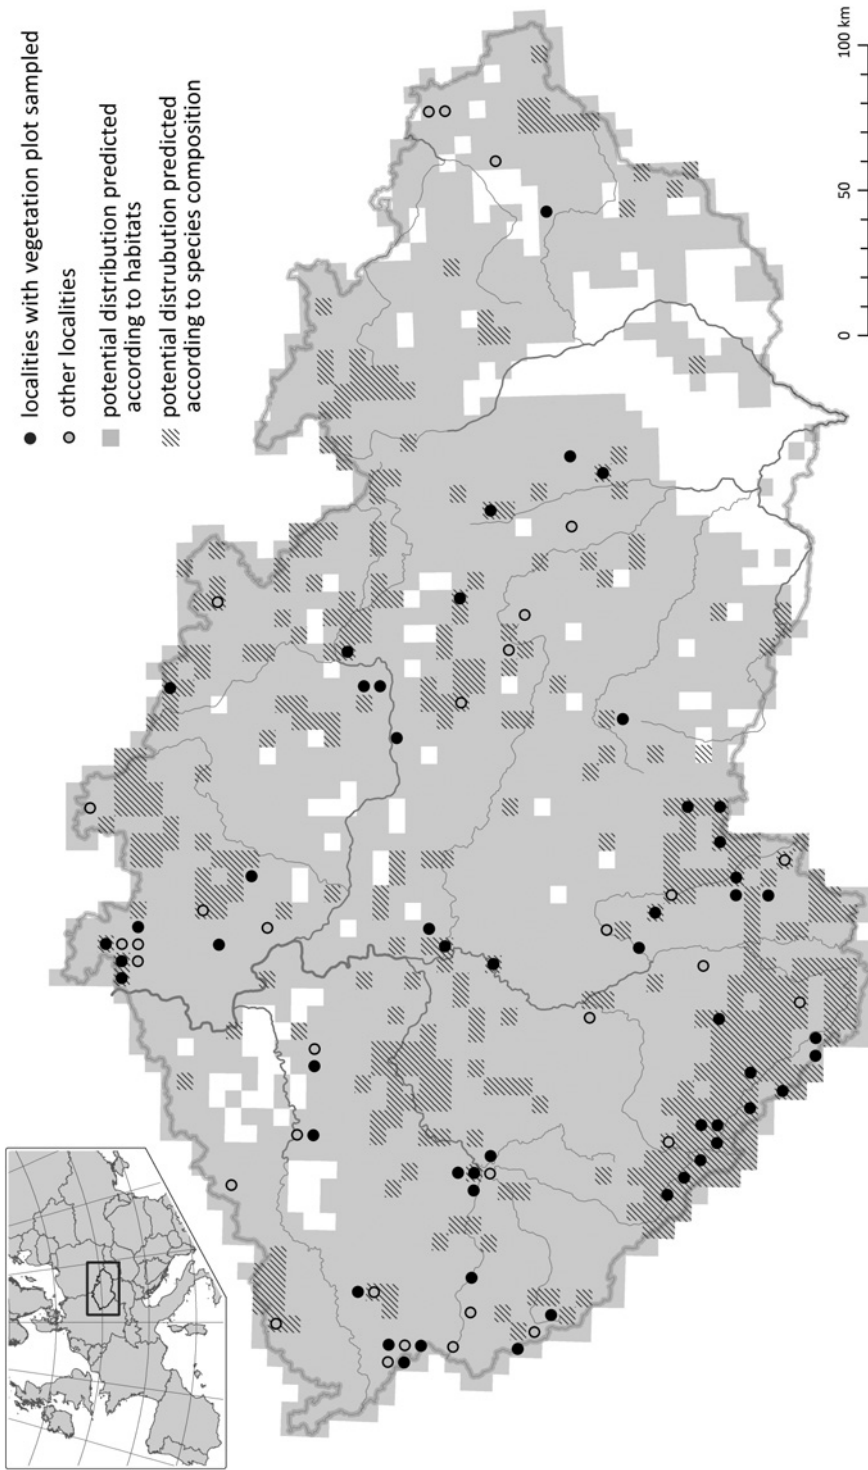 localities with vegetation plot sampled
other localities
potential distribution predicted
according to habitats
potential distrubution predicted
according to species composition
0
50
100 km